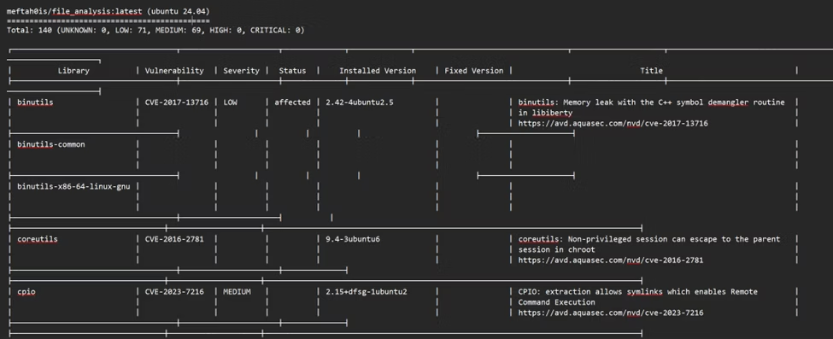 meftah0is/file_analysis:latest (ubuntu 24.04)
==========================================
Total: 140 (UNKNOWN: 0, LOW: 71, MEDIUM: 69, HIGH: 0, CRITICAL: 0)
Library | Vulnerability | Severity | Status | Installed Version | Fixed Version | Title
binutils | CVE-2017-13716 | LOW | affected | 2.42-4ubuntu2.5 | | binutils: Memory leak with the C++ symbol demangler routine
in libiberty
https://avd.aquasec.com/nvd/cve-2017-13716
binutils-common
binutils-x86-64-linux-gnu
coreutils | CVE-2016-2781 | | | 9.4-3ubuntu6 | | coreutils: Non-privileged session can escape to the parent
session in chroot
https://avd.aquasec.com/nvd/cve-2016-2781
cpio | CVE-2023-7216 | MEDIUM | | 2.15+dfsg-1ubuntu2 | | CPIO: extraction allows symlinks which enables Remote
Command Execution
https://avd.aquasec.com/nvd/cve-2023-7216